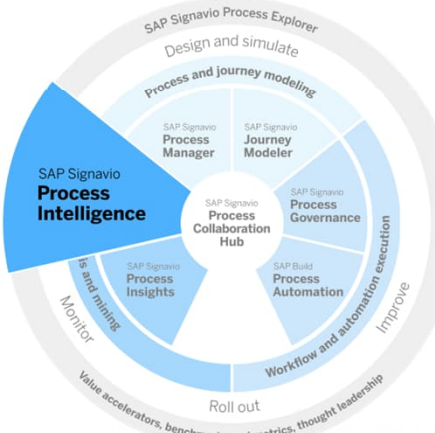 SAP Signavio Process Explorer
Design and simulate
Process and journey modeling
SAP Signavio
Process
Manager
SAP Signavio
Journey
Modeler
SAP Signavio
Process
Intelligence
SAP Signavio
Process
Collaboration
Hub
SAP Signavio
Process
Governance
SAP Signavio
Process
Insights
SAP Build
Process
Automation
and mining
Workflow and automation execution
Monitor
Improve
Roll out
Value accelerators, thought leadership